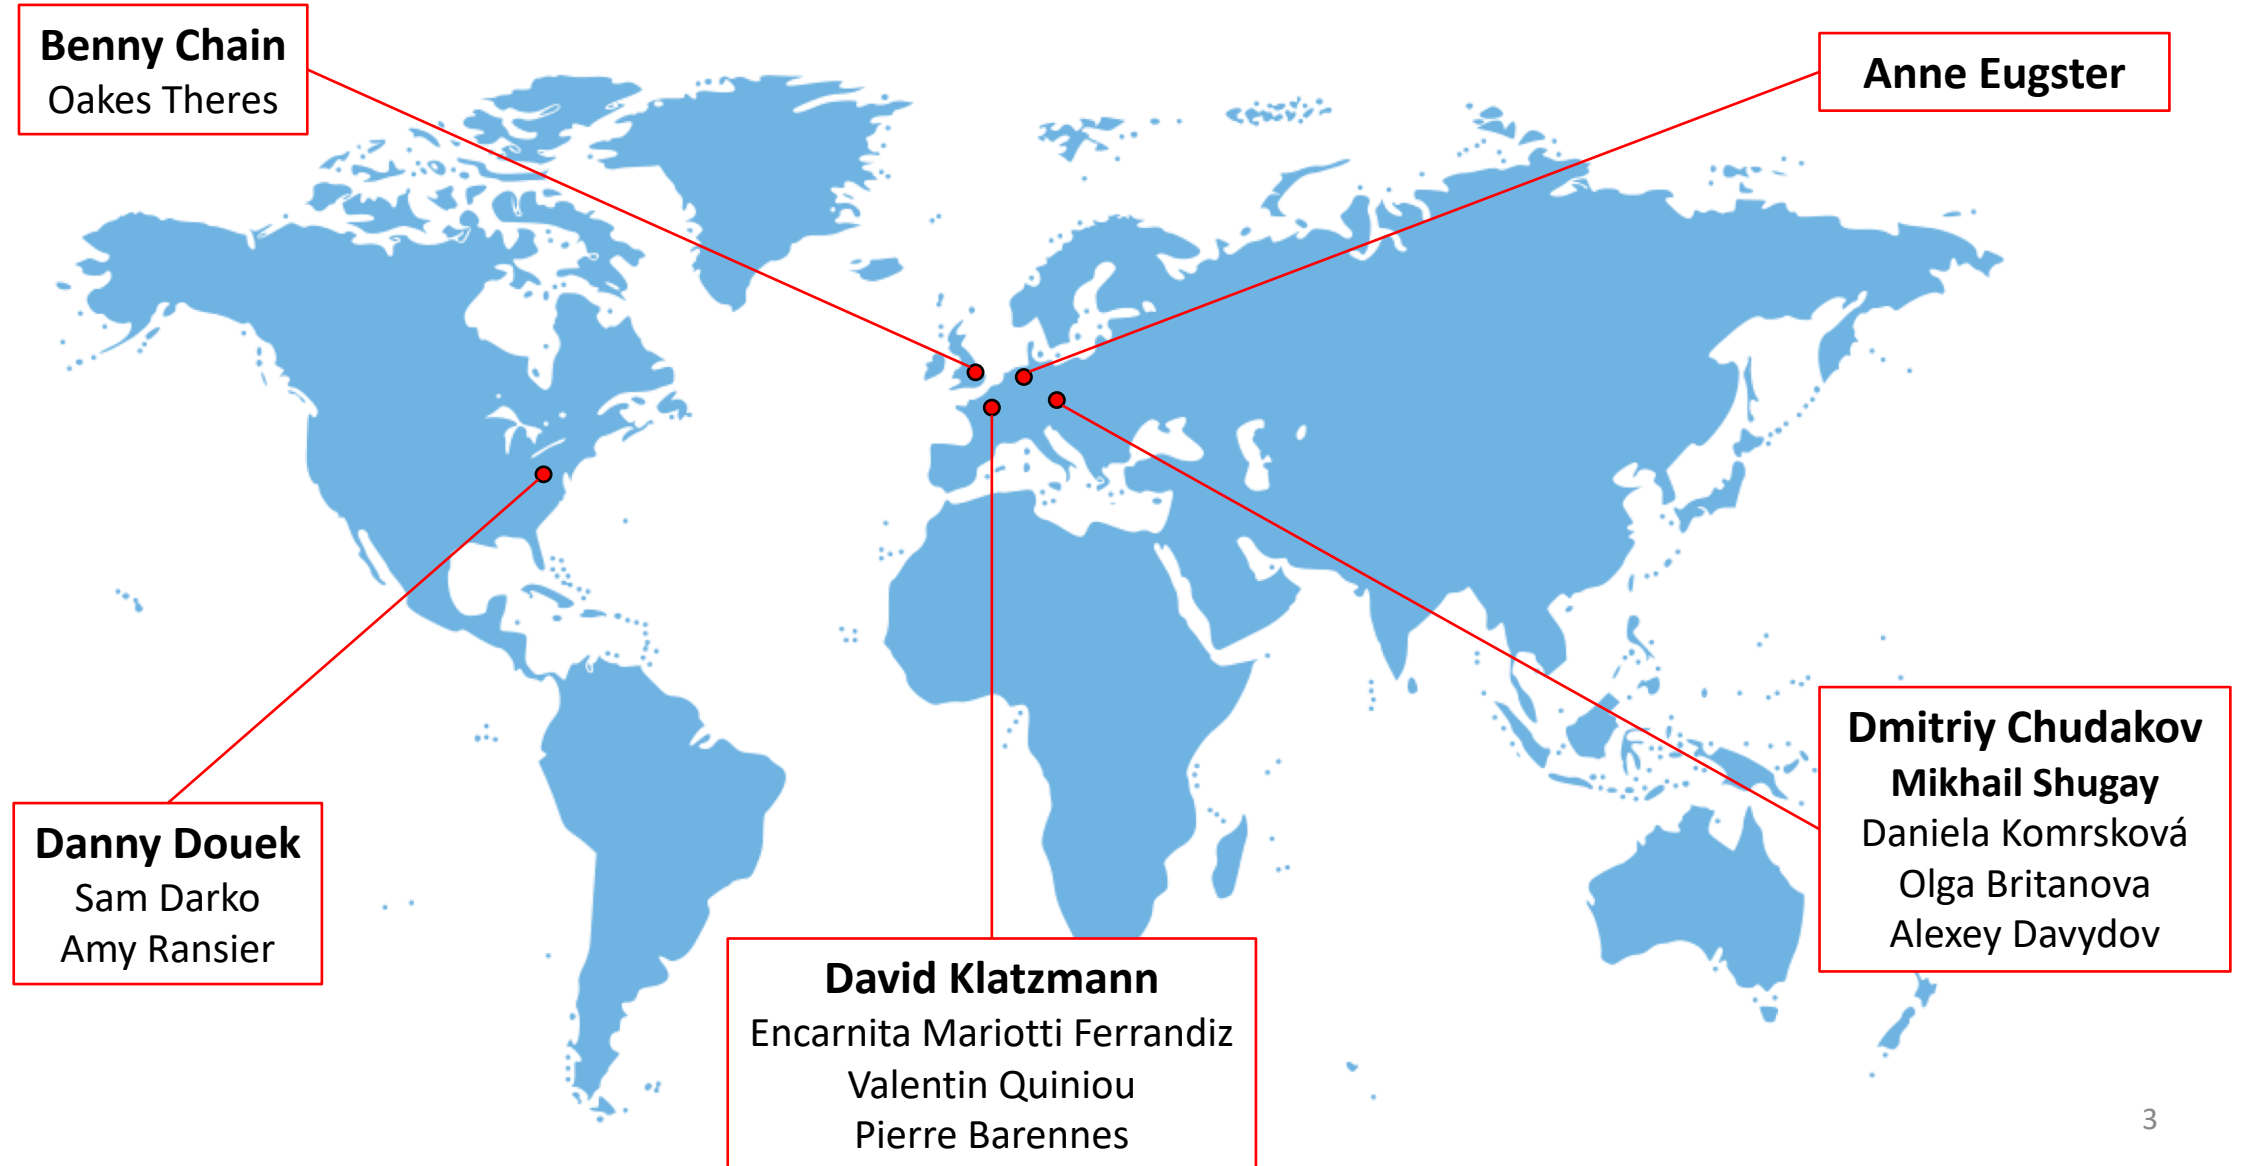 Benny Chain
Oakes Theres
Anne Eugster
Danny Douek
Sam Darko
Amy Ransier
David Klatzmann
Encarnita Mariotti Ferrandiz
Valentin Quiniou
Pierre Barennes
Dmitriy Chudakov
Mikhail Shugay
Daniela Komrsková
Olga Britanova
Alexey Davydov
3